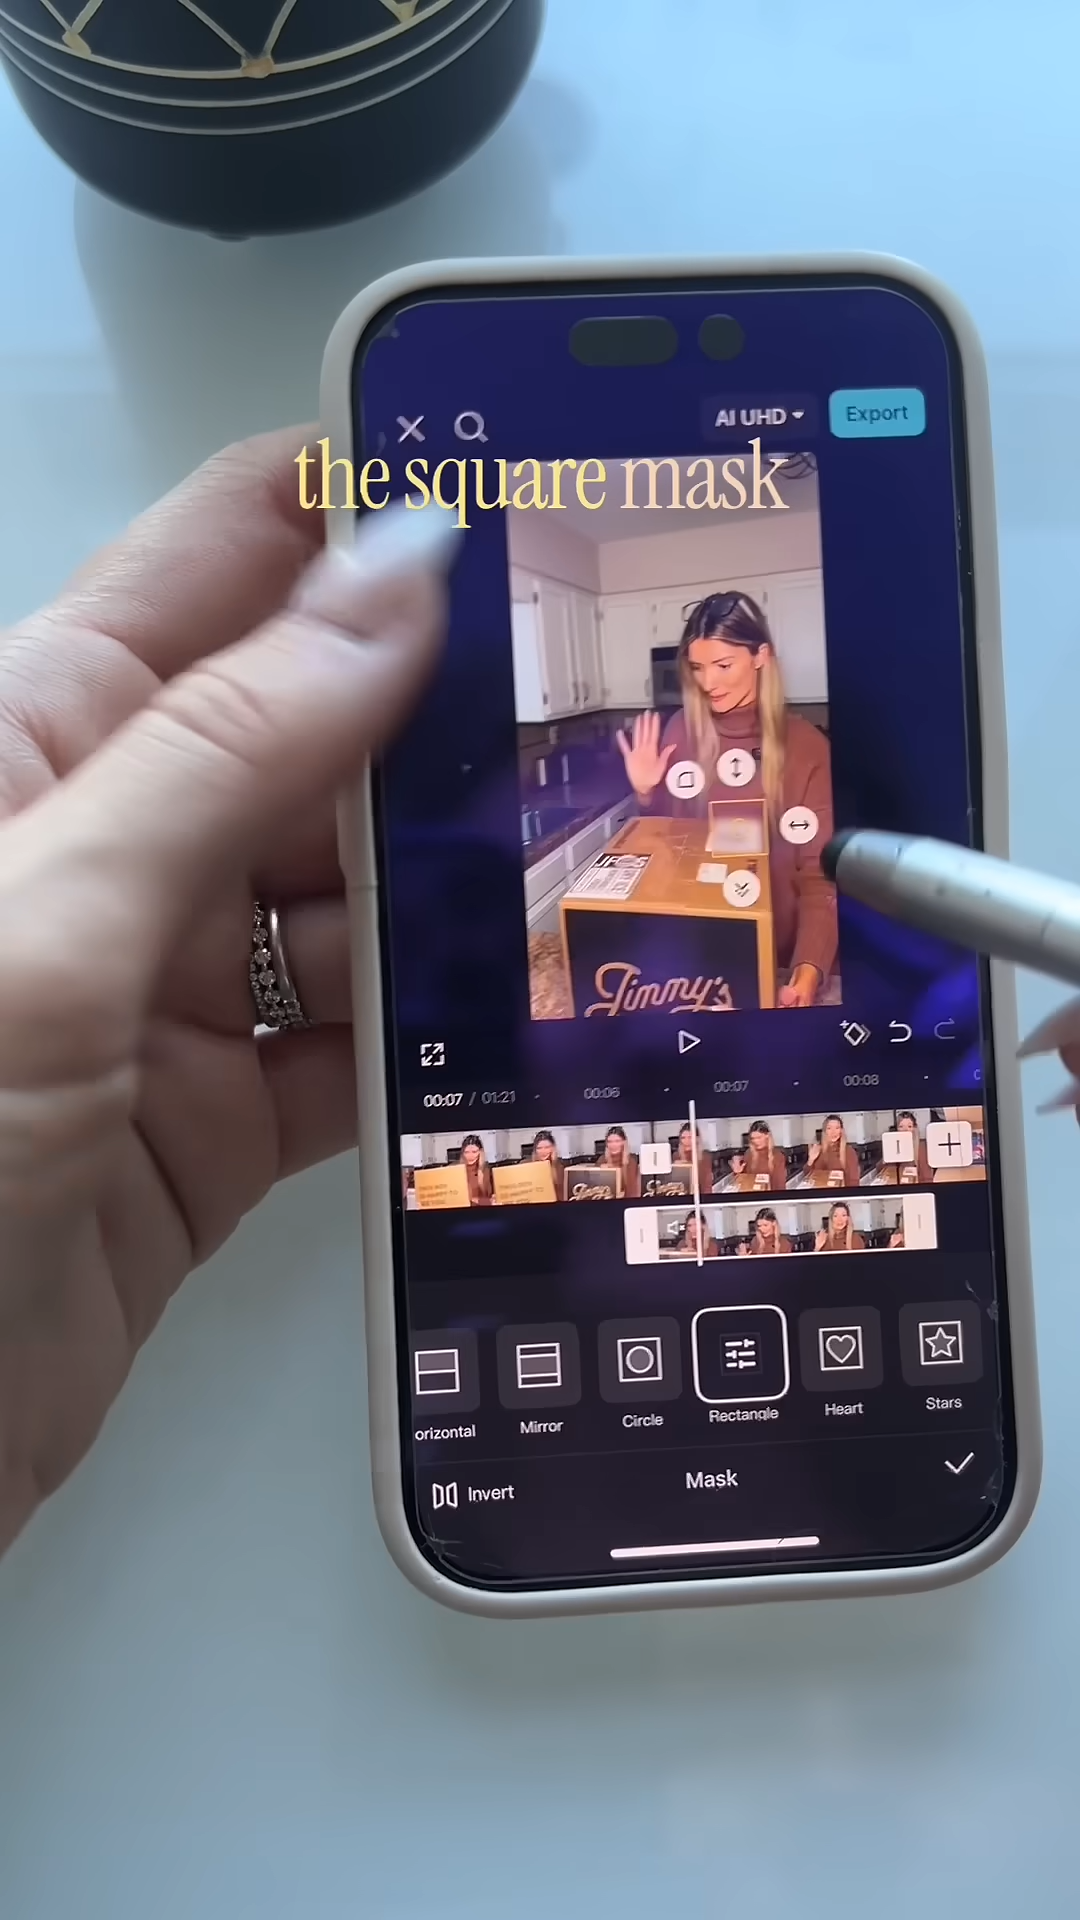 AI UHD
Export
the square mask
JFOS
Jimmy's
00:07 / 01:21
00:06
00:07
00:08
orizontal
Mirror
Circle
Rectangle
Heart
Stars
Invert
Mask